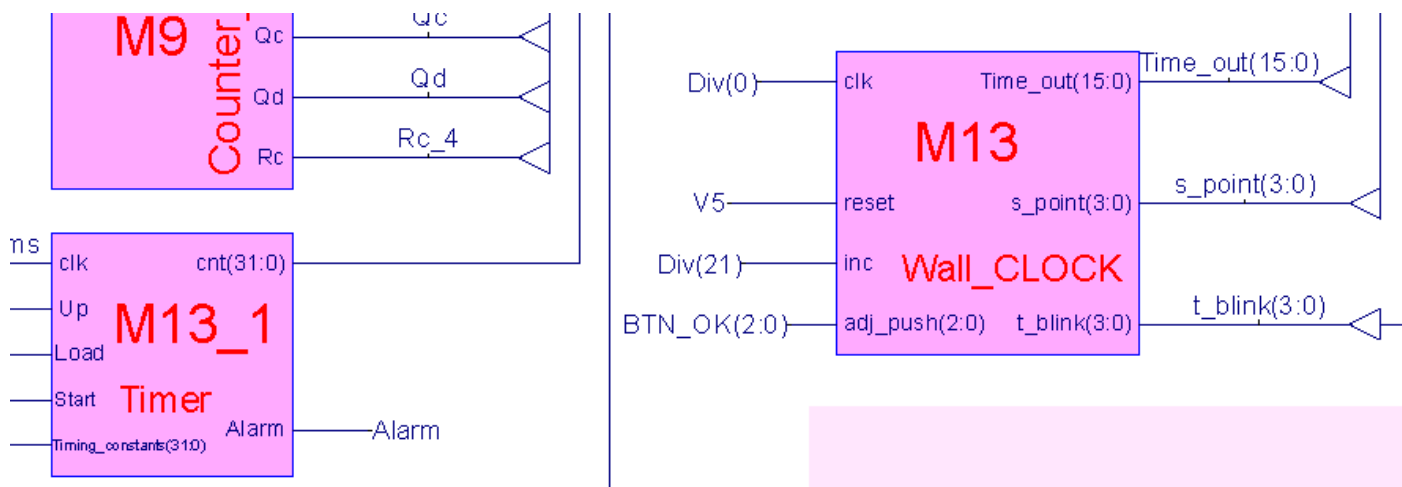 M9
Counter_
Qc
Qc
Qd
Qd
Rc
Rc_4
ms
clk
cnt(31:0)
Up
M13_1
Load
Start
Timer
Timing_constants(31:0)
Alarm
Alarm
Div(0)
clk
Time_out(15:0)
Time_out(15:0)
M13
V5
reset
s_point(3:0)
s_point(3:0)
Div(21)
inc
Wall_CLOCK
BTN_OK(2:0)
adj_push(2:0)
t_blink(3:0)
t_blink(3:0)